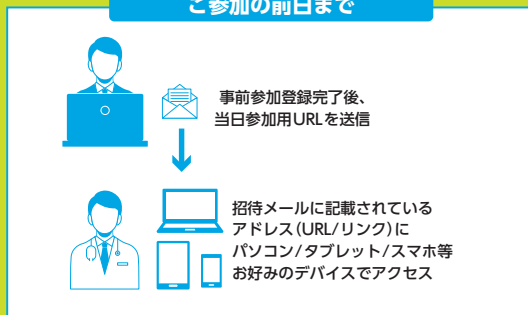 ご参加の前日まで
事前参加登録完了後、
当日参加用URLを送信
招待メールに記載されている
アドレス(URL/リンク)に
パソコン/タブレット/スマホ等
お好みのデバイスでアクセス